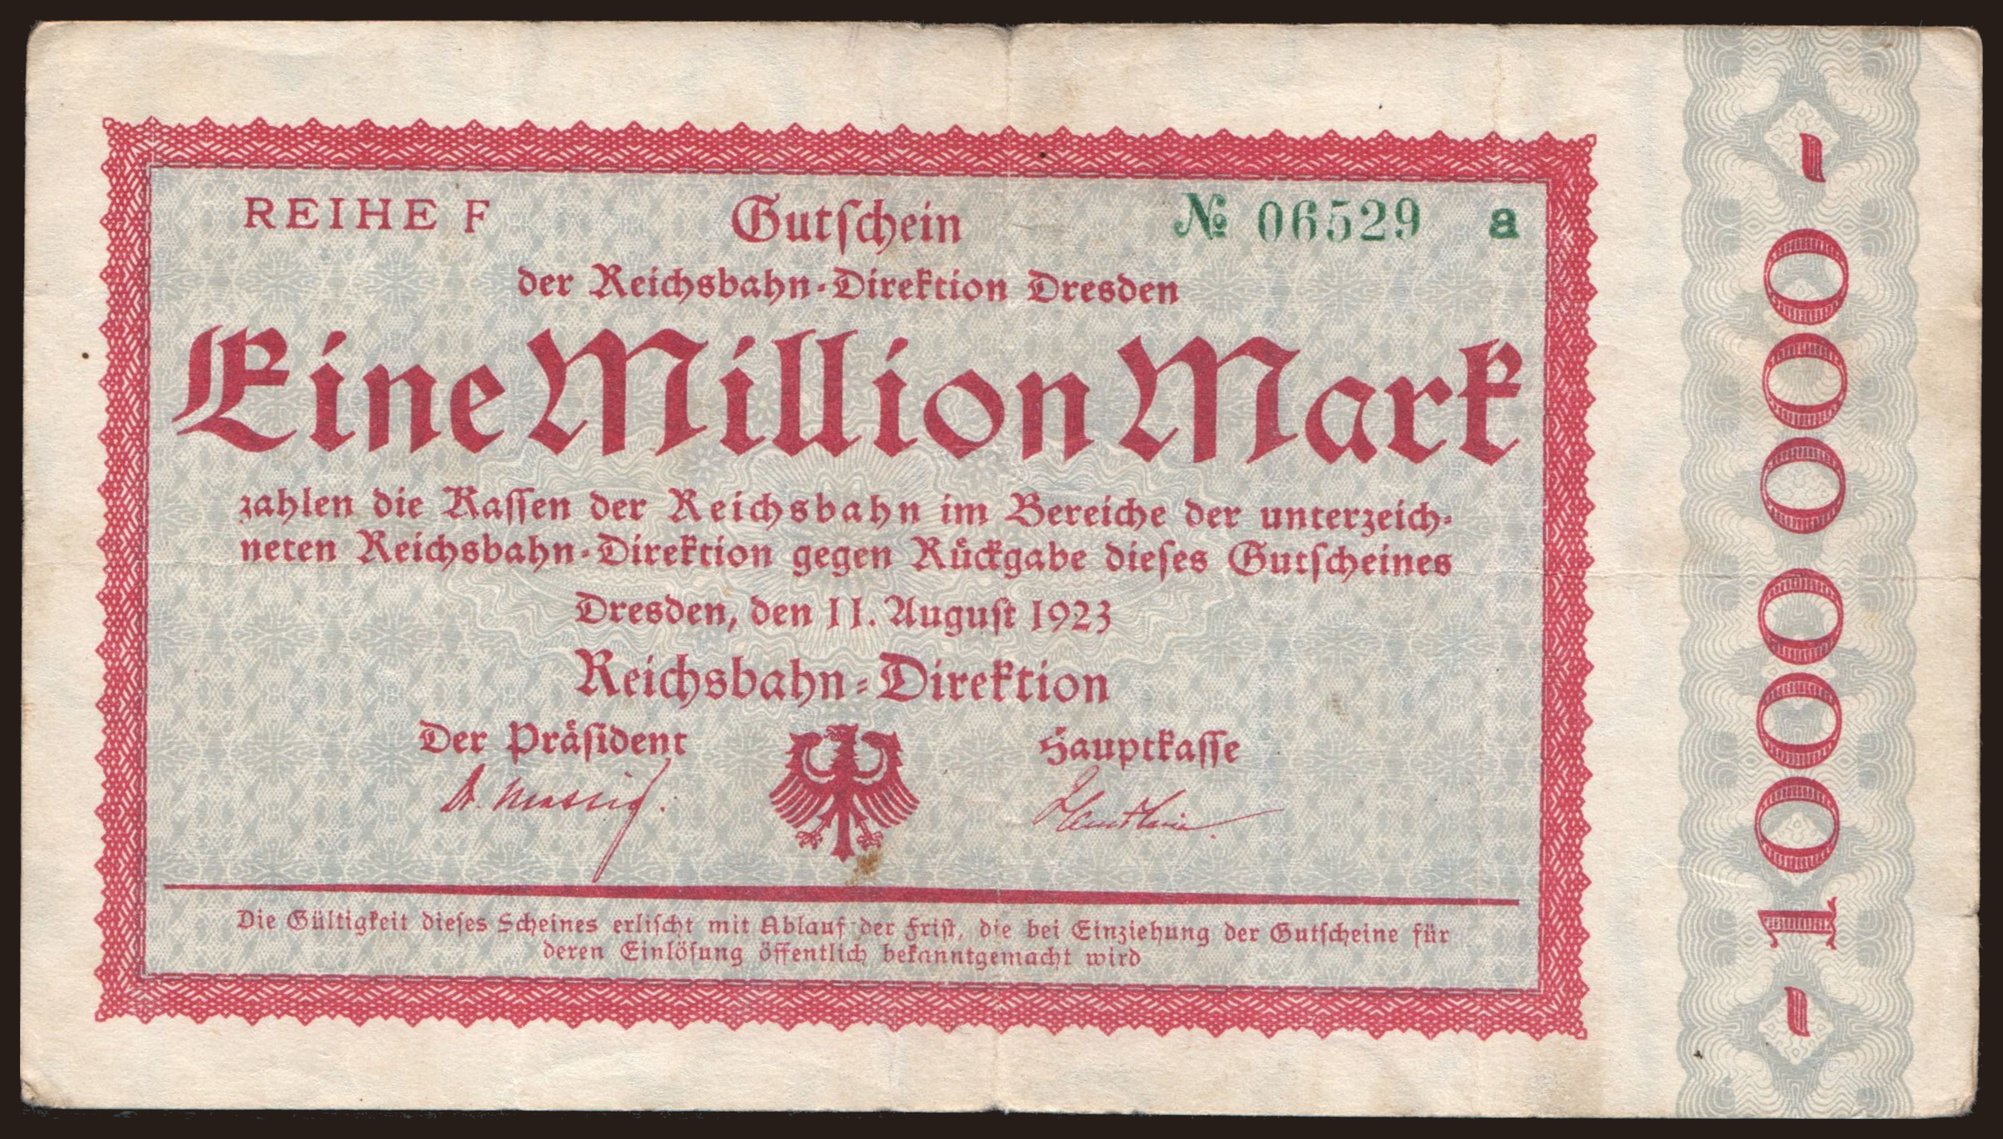 REIHE F
Gutschein
№ 06529 a
der Reichsbahn-Direktion Dresden
Eine Million Mark
zahlen die Kassen der Reichsbahn im Bereiche der unterzeich-
neten Reichsbahn-Direktion gegen Rückgabe dieses Gutscheines
Dresden, den 11. August 1923
Reichsbahn-Direktion
Der Präsident
Hauptkasse
Die Gültigkeit dieses Scheines erlischt mit Ablauf der Frist, die bei Einziehung der Gutscheine für
deren Einlösung öffentlich bekanntgemacht wird
- 1000000 -